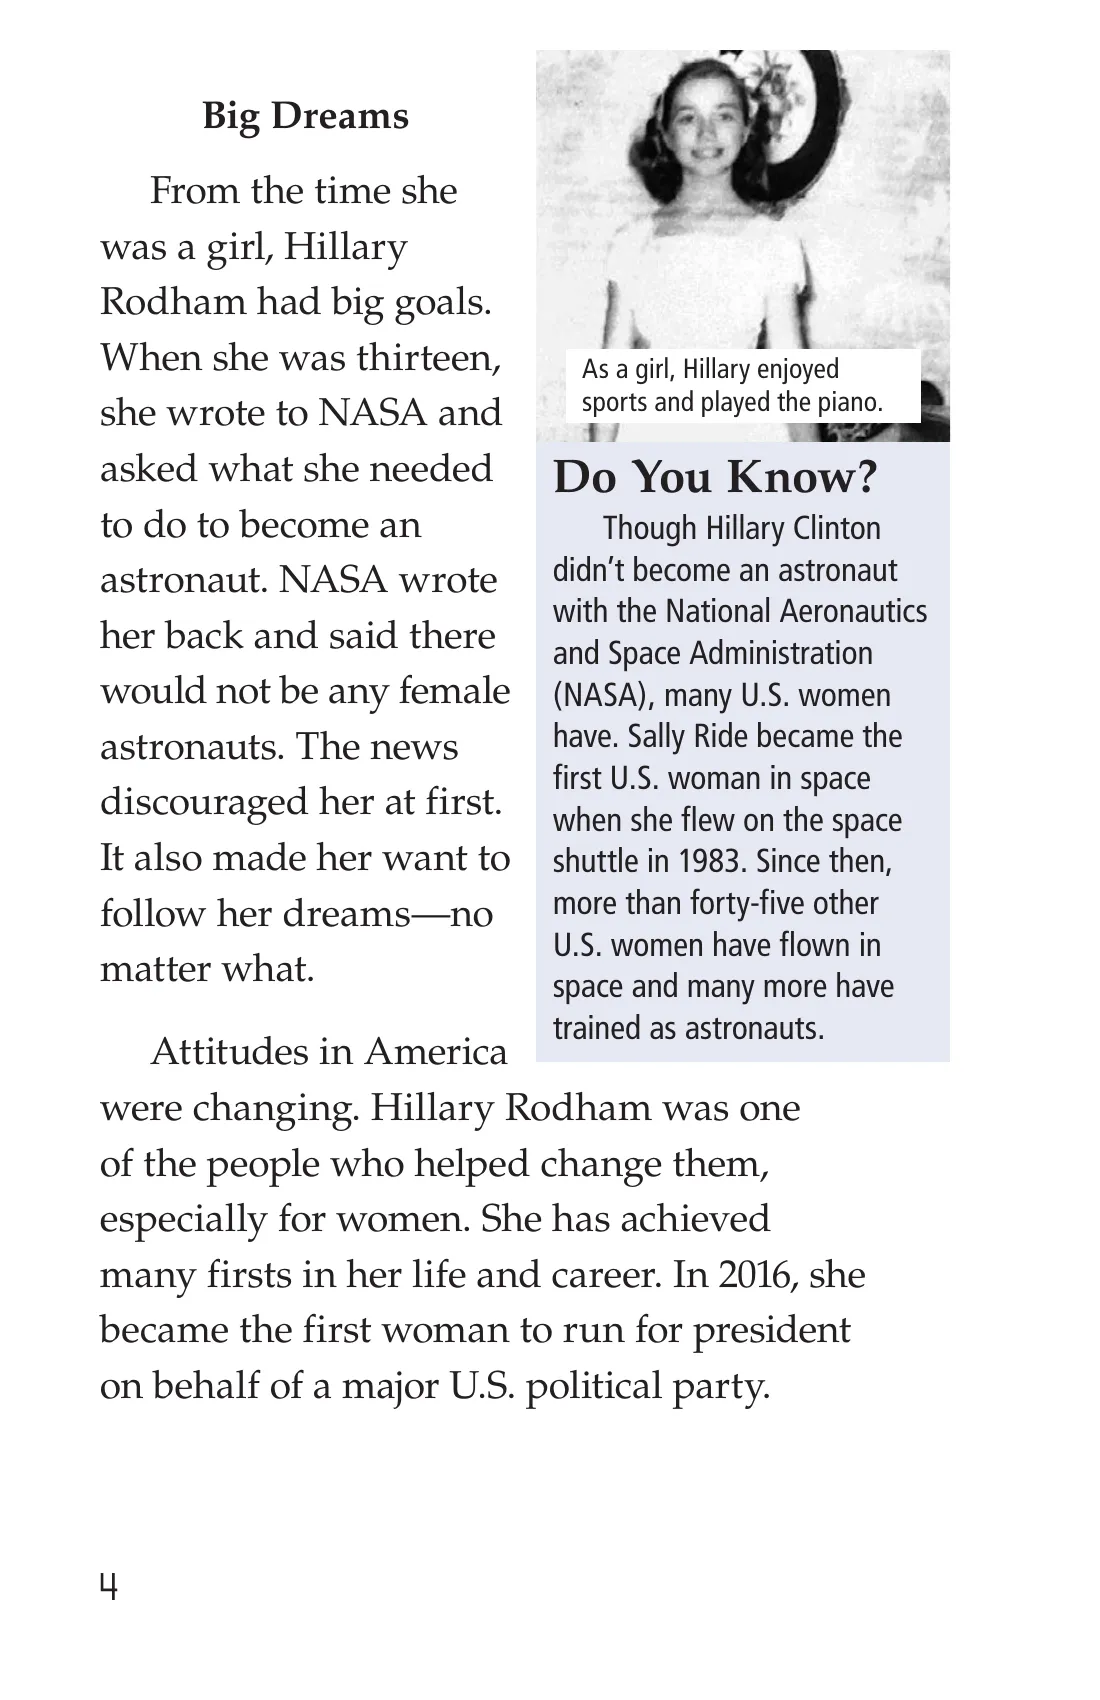 Big Dreams
From the time she
was a girl, Hillary
Rodham had big goals.
When she was thirteen,
she wrote to NASA and
asked what she needed
to do to become an
astronaut. NASA wrote
her back and said there
would not be any female
astronauts. The news
discouraged her at first.
It also made her want to
follow her dreams—no
matter what.
As a girl, Hillary enjoyed
sports and played the piano.
Do You Know?
Though Hillary Clinton
didn’t become an astronaut
with the National Aeronautics
and Space Administration
(NASA), many U.S. women
have. Sally Ride became the
first U.S. woman in space
when she flew on the space
shuttle in 1983. Since then,
more than forty-five other
U.S. women have flown in
space and many more have
trained as astronauts.
Attitudes in America
were changing. Hillary Rodham was one
of the people who helped change them,
especially for women. She has achieved
many firsts in her life and career. In 2016, she
became the first woman to run for president
on behalf of a major U.S. political party.
4